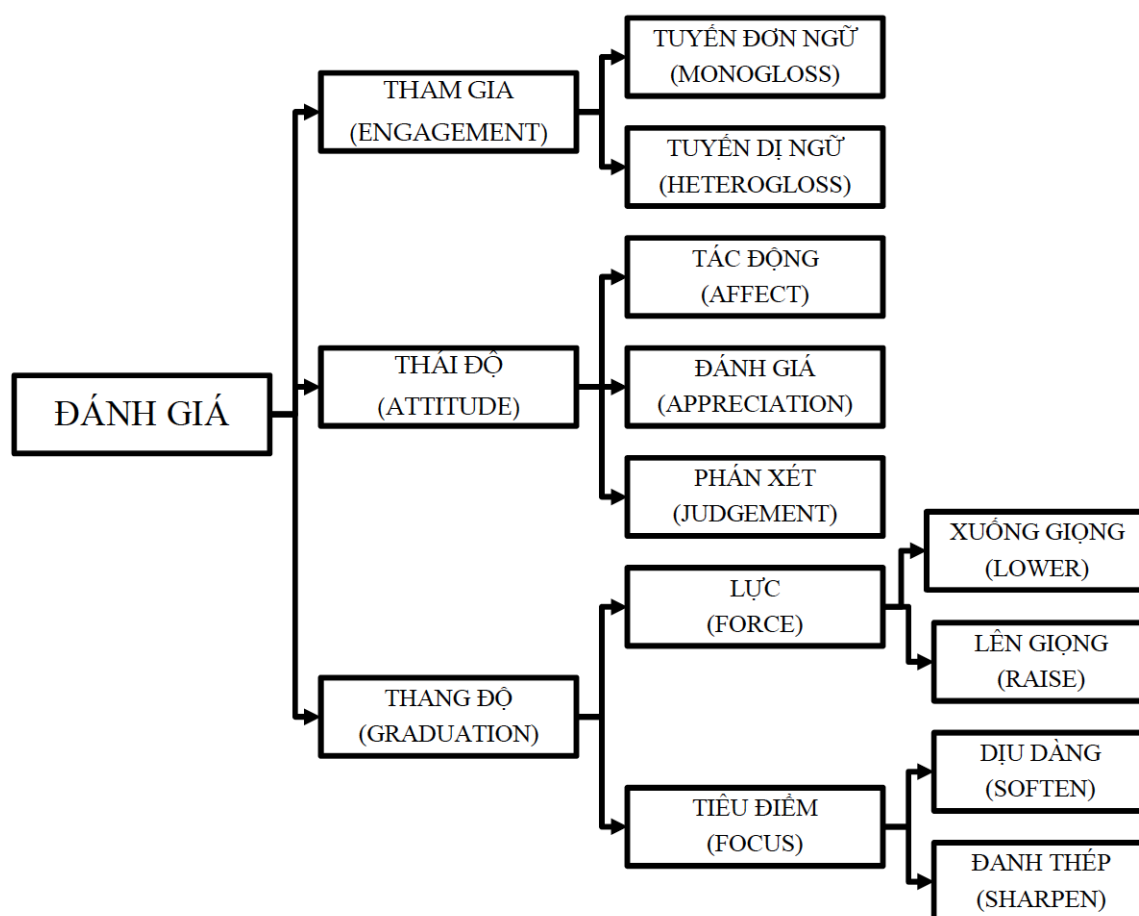 ĐÁNH GIÁ
THAM GIA
(ENGAGEMENT)
TUYẾN ĐƠN NGỮ
(MONOGLOSS)
TUYẾN DỊ NGỮ
(HETEROGLOSS)
THÁI ĐỘ
(ATTITUDE)
TÁC ĐỘNG
(AFFECT)
ĐÁNH GIÁ
(APPRECIATION)
PHÁN XÉT
(JUDGEMENT)
THANG ĐỘ
(GRADUATION)
LỰC
(FORCE)
XUỐNG GIỌNG
(LOWER)
LÊN GIỌNG
(RAISE)
TIÊU ĐIỂM
(FOCUS)
DỊU DÀNG
(SOFTEN)
ĐANH THÉP
(SHARPEN)